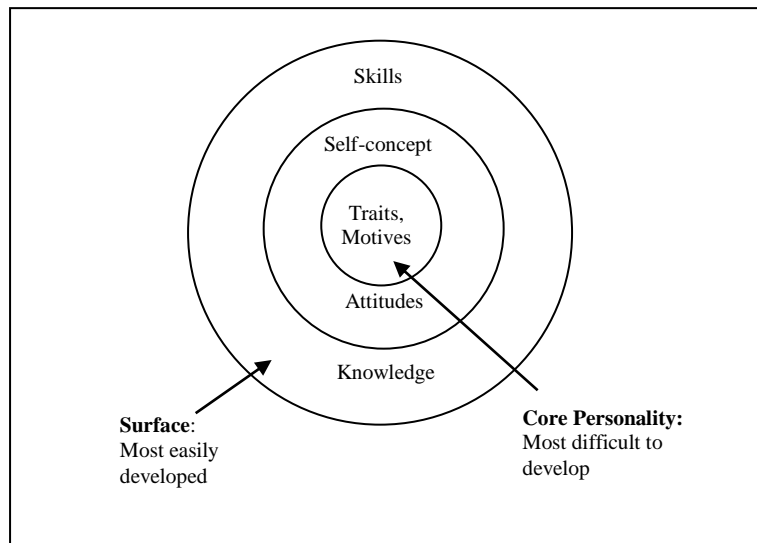 Skills
Self-concept
Traits,
Motives
Attitudes
Knowledge
Surface:
Most easily
developed
Core Personality:
Most difficult to
develop